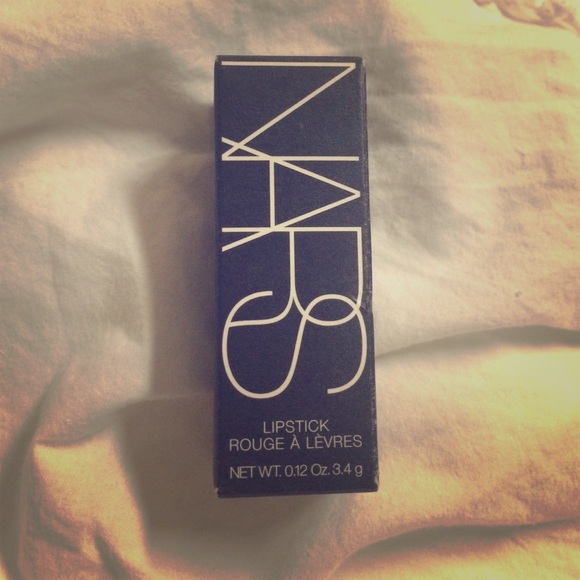 NARS
LIPSTICK
ROUGE À LÈVRES
NET WT. 0.12 Oz. 3.4 g